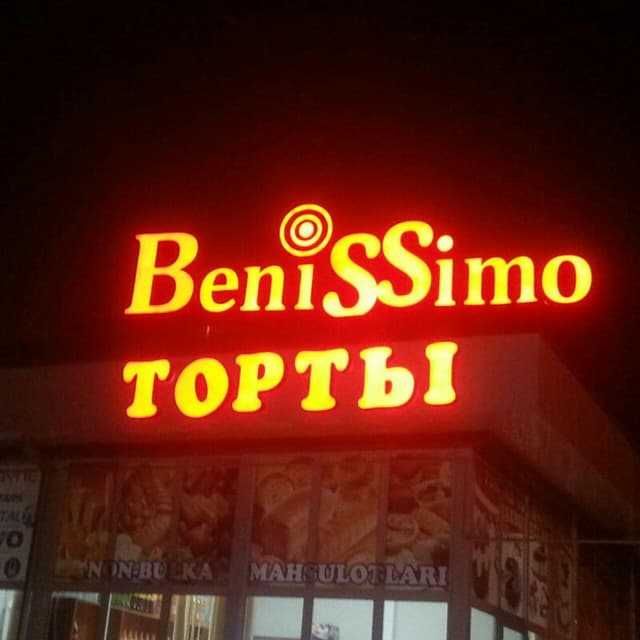 BeniSSimo
ТОРТЫ
NON-BULKA MAHSULOTLARI